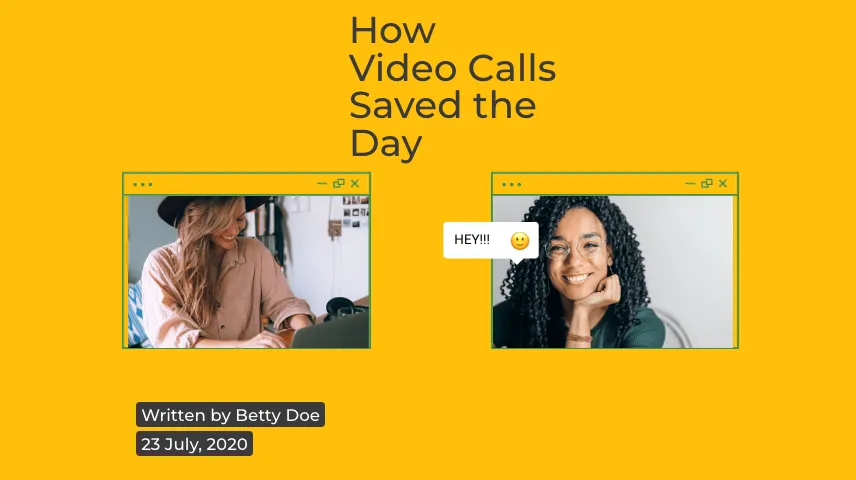 How
Video Calls
Saved the
Day
HEY!!! 🙂
Written by Betty Doe
23 July, 2020